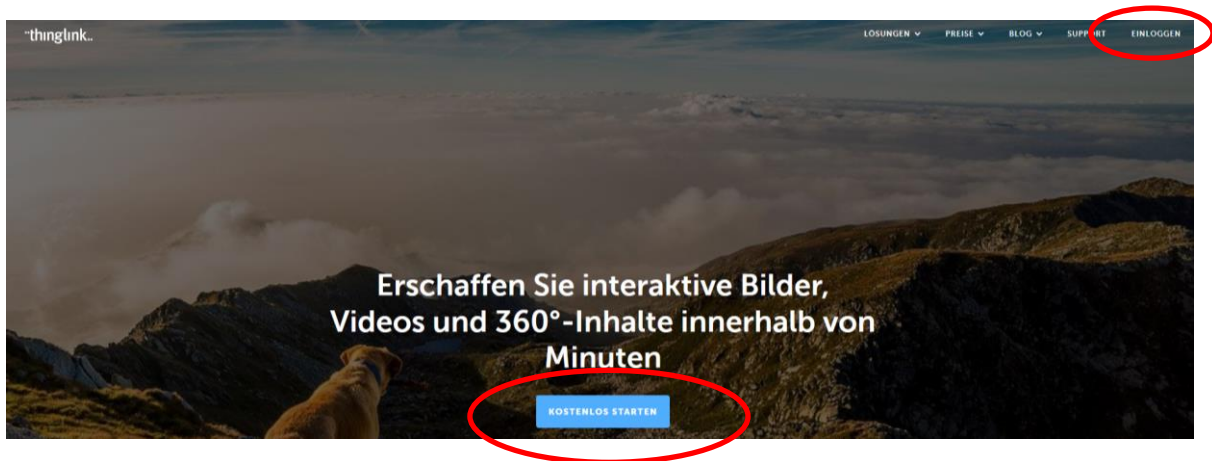 thinglink..
LÖSUNGEN PREISE BLOG SUPPORT EINLOGGEN
Erschaffen Sie interaktive Bilder,
Videos und 360°-Inhalte innerhalb von
Minuten
KOSTENLOS STARTEN